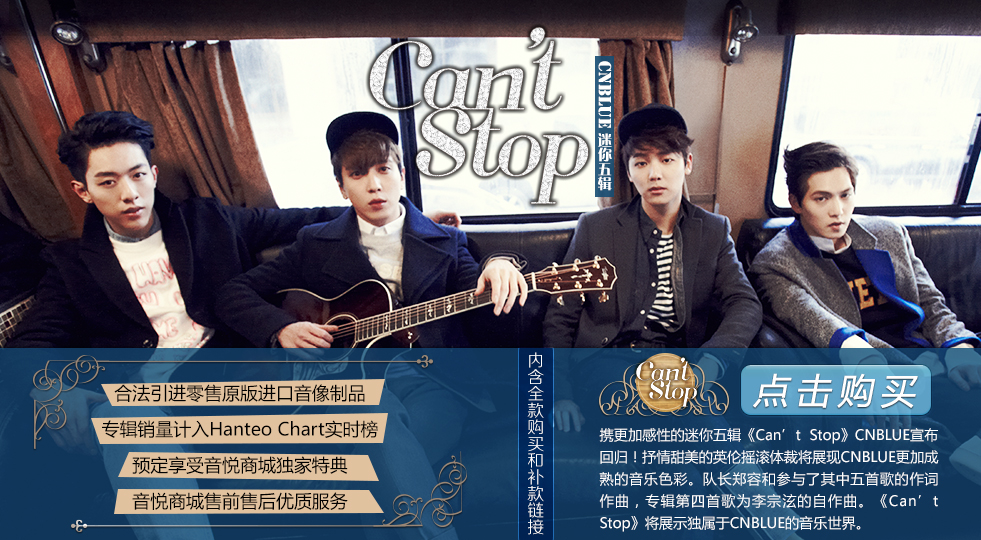 Can't
Stop
CNBLUE 迷你五辑
合法引进零售原版进口音像制品
专辑销量计入Hanteo Chart实时榜
预定享受音悦商城独家特典
音悦商城售前售后优质服务
内含全款购买和补款链接
Can't
Stop
点击购买
携更加感性的迷你五辑《Can’t Stop》CNBLUE宣布
回归！抒情甜美的英伦摇滚体裁将展现CNBLUE更加成
熟的音乐色彩。队长郑容和参与了其中五首歌的作词
作曲，专辑第四首歌为李宗泫的自作曲。《Can’t
Stop》将展示独属于CNBLUE的音乐世界。